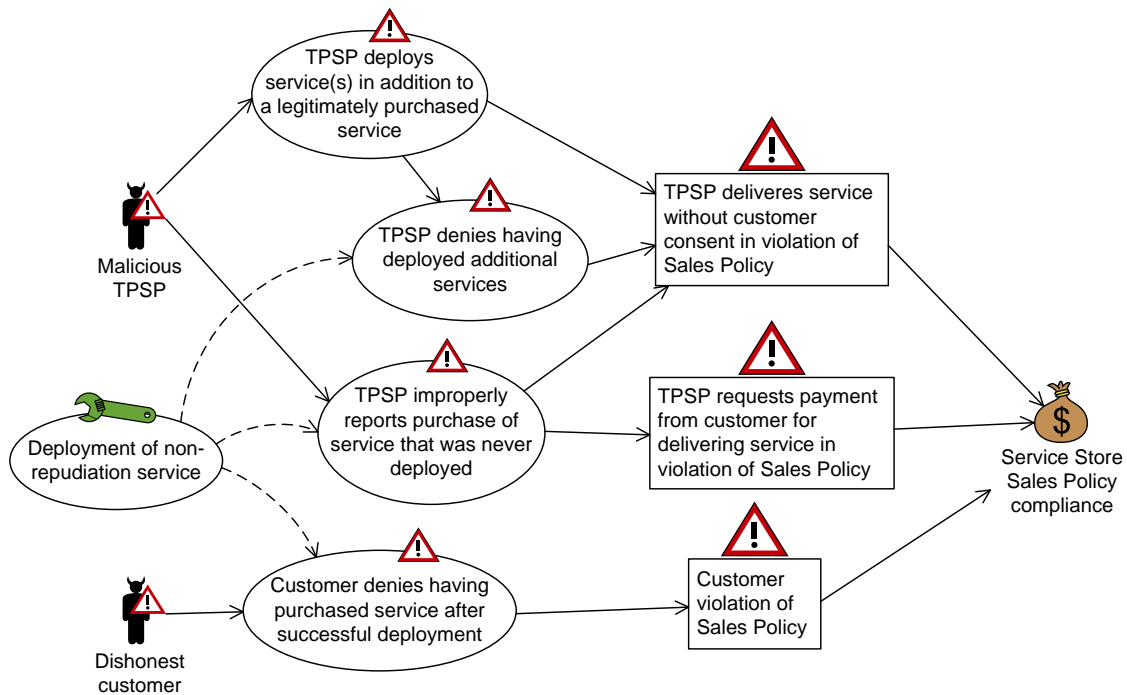 TPSP deploys
service(s) in addition to
a legitimately purchased
service
Malicious
TPSP
TPSP denies having
deployed additional
services
TPSP deliveres service
without customer
consent in violation of
Sales Policy
Deployment of non-
repudiation service
TPSP improperly
reports purchase of
service that was never
deployed
TPSP requests payment
from customer for
delivering service in
violation of Sales Policy
$
Service Store
Sales Policy
compliance
Dishonest
customer
Customer denies having
purchased service after
successful deployment
Customer
violation of
Sales Policy